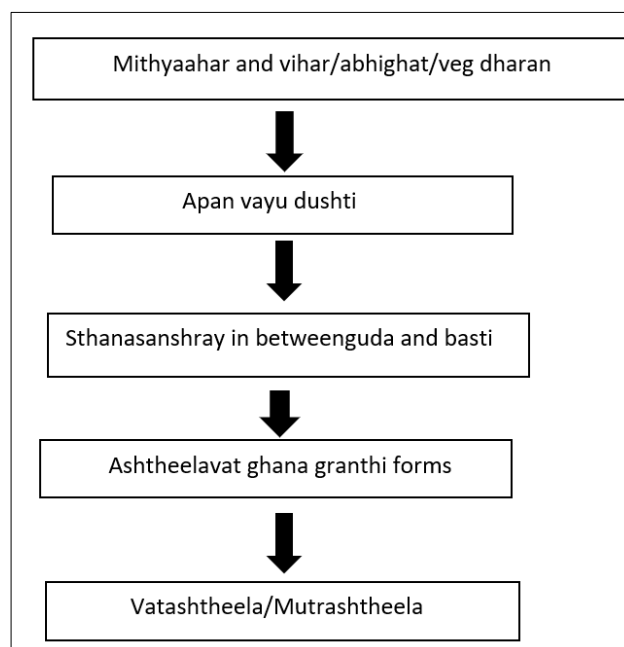 Mithyaahar and vihar/abhighat/veg dharan
Apan vayu dushti
Sthanasanshray in betweenguda and basti
Ashtheelavat ghana granthi forms
Vatashtheela/Mutrashtheela